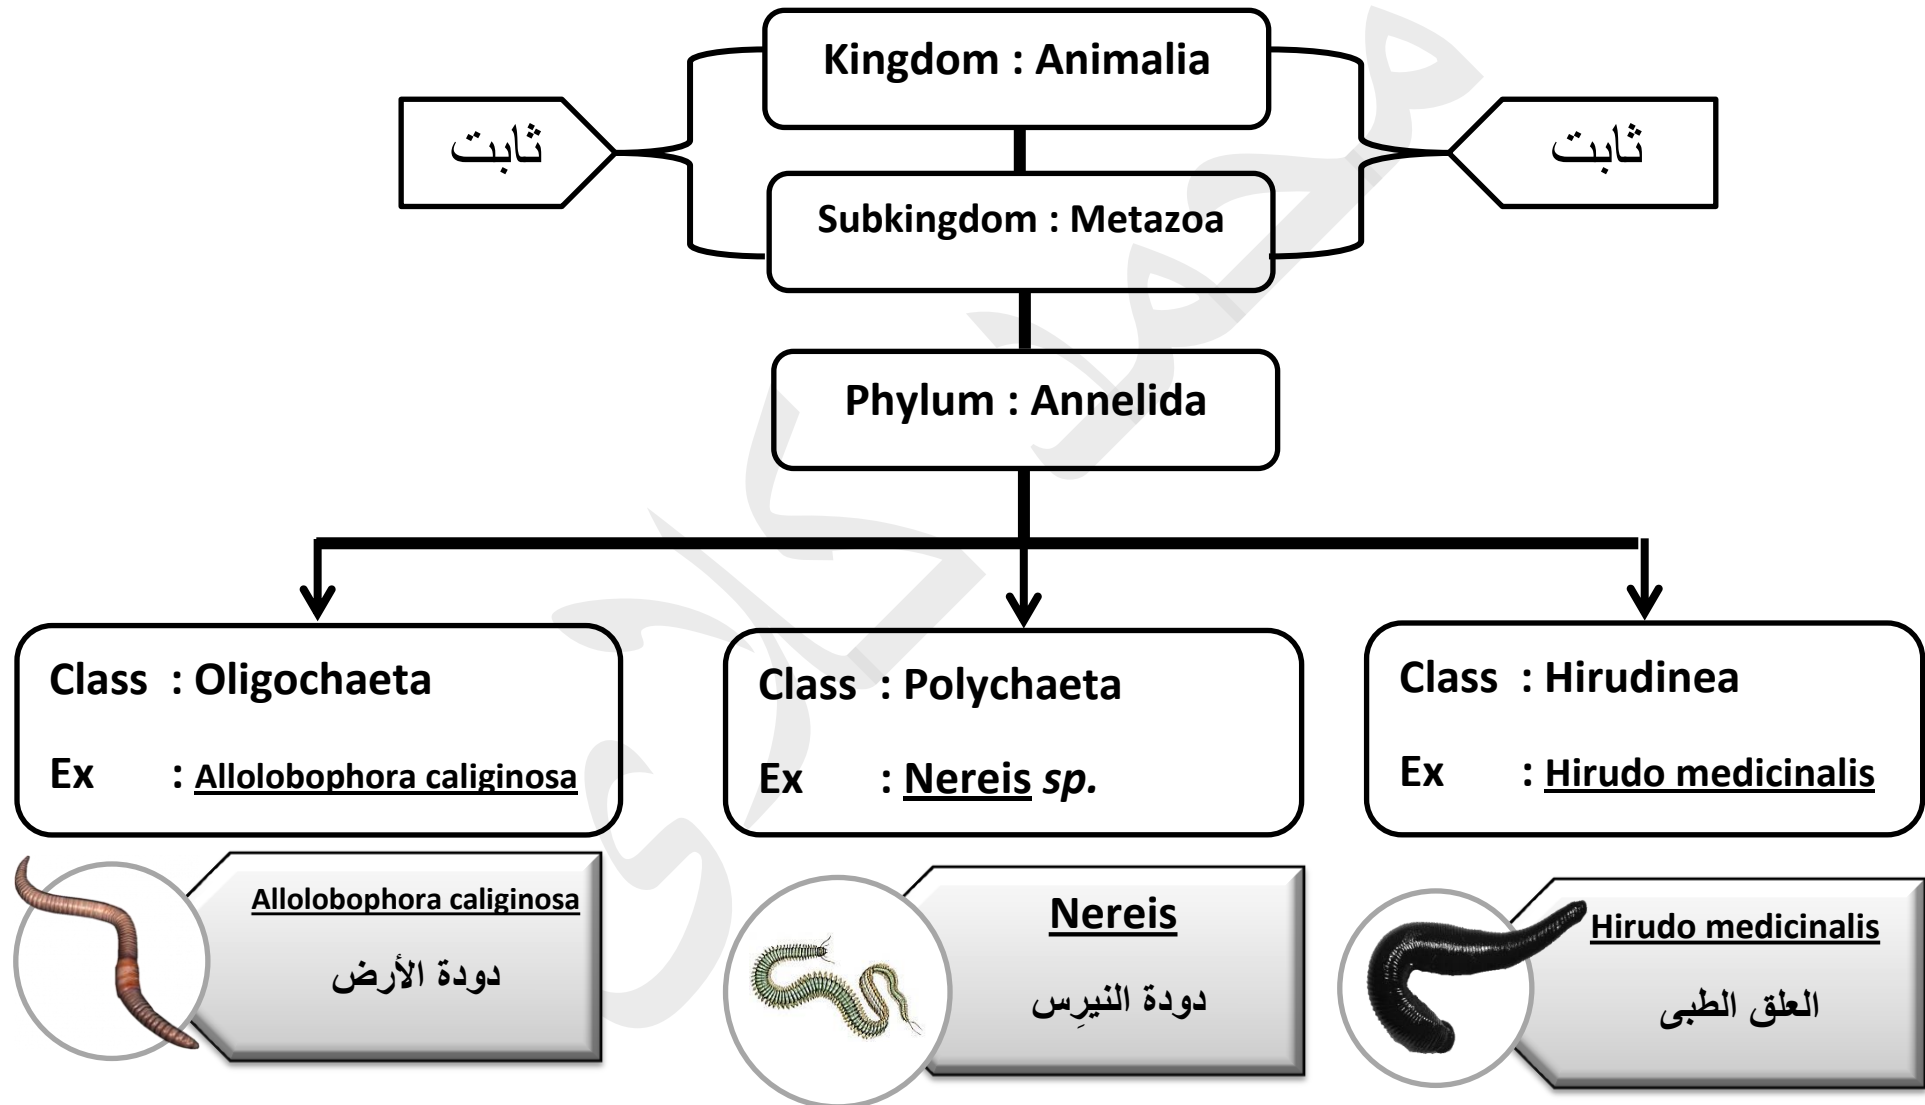 Kingdom : Animalia
ثابت
ثابت
Subkingdom : Metazoa
Phylum : Annelida
Class : Oligochaeta
Ex : Allolobophora caliginosa
Class : Polychaeta
Ex : Nereis sp.
Class : Hirudinea
Ex : Hirudo medicinalis
Allolobophora caliginosa
دودة الأرض
Nereis
دودة النيرِس
Hirudo medicinalis
العلق الطبى